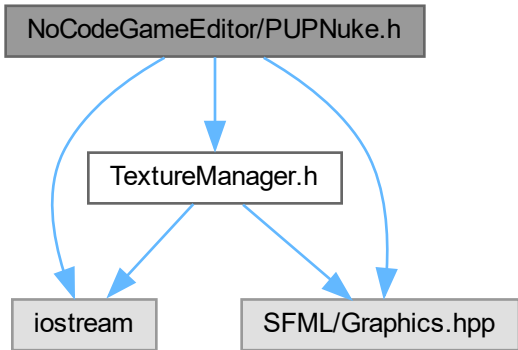 NoCodeGameEditor/PUPNuke.h
TextureManager.h
iostream
SFML/Graphics.hpp